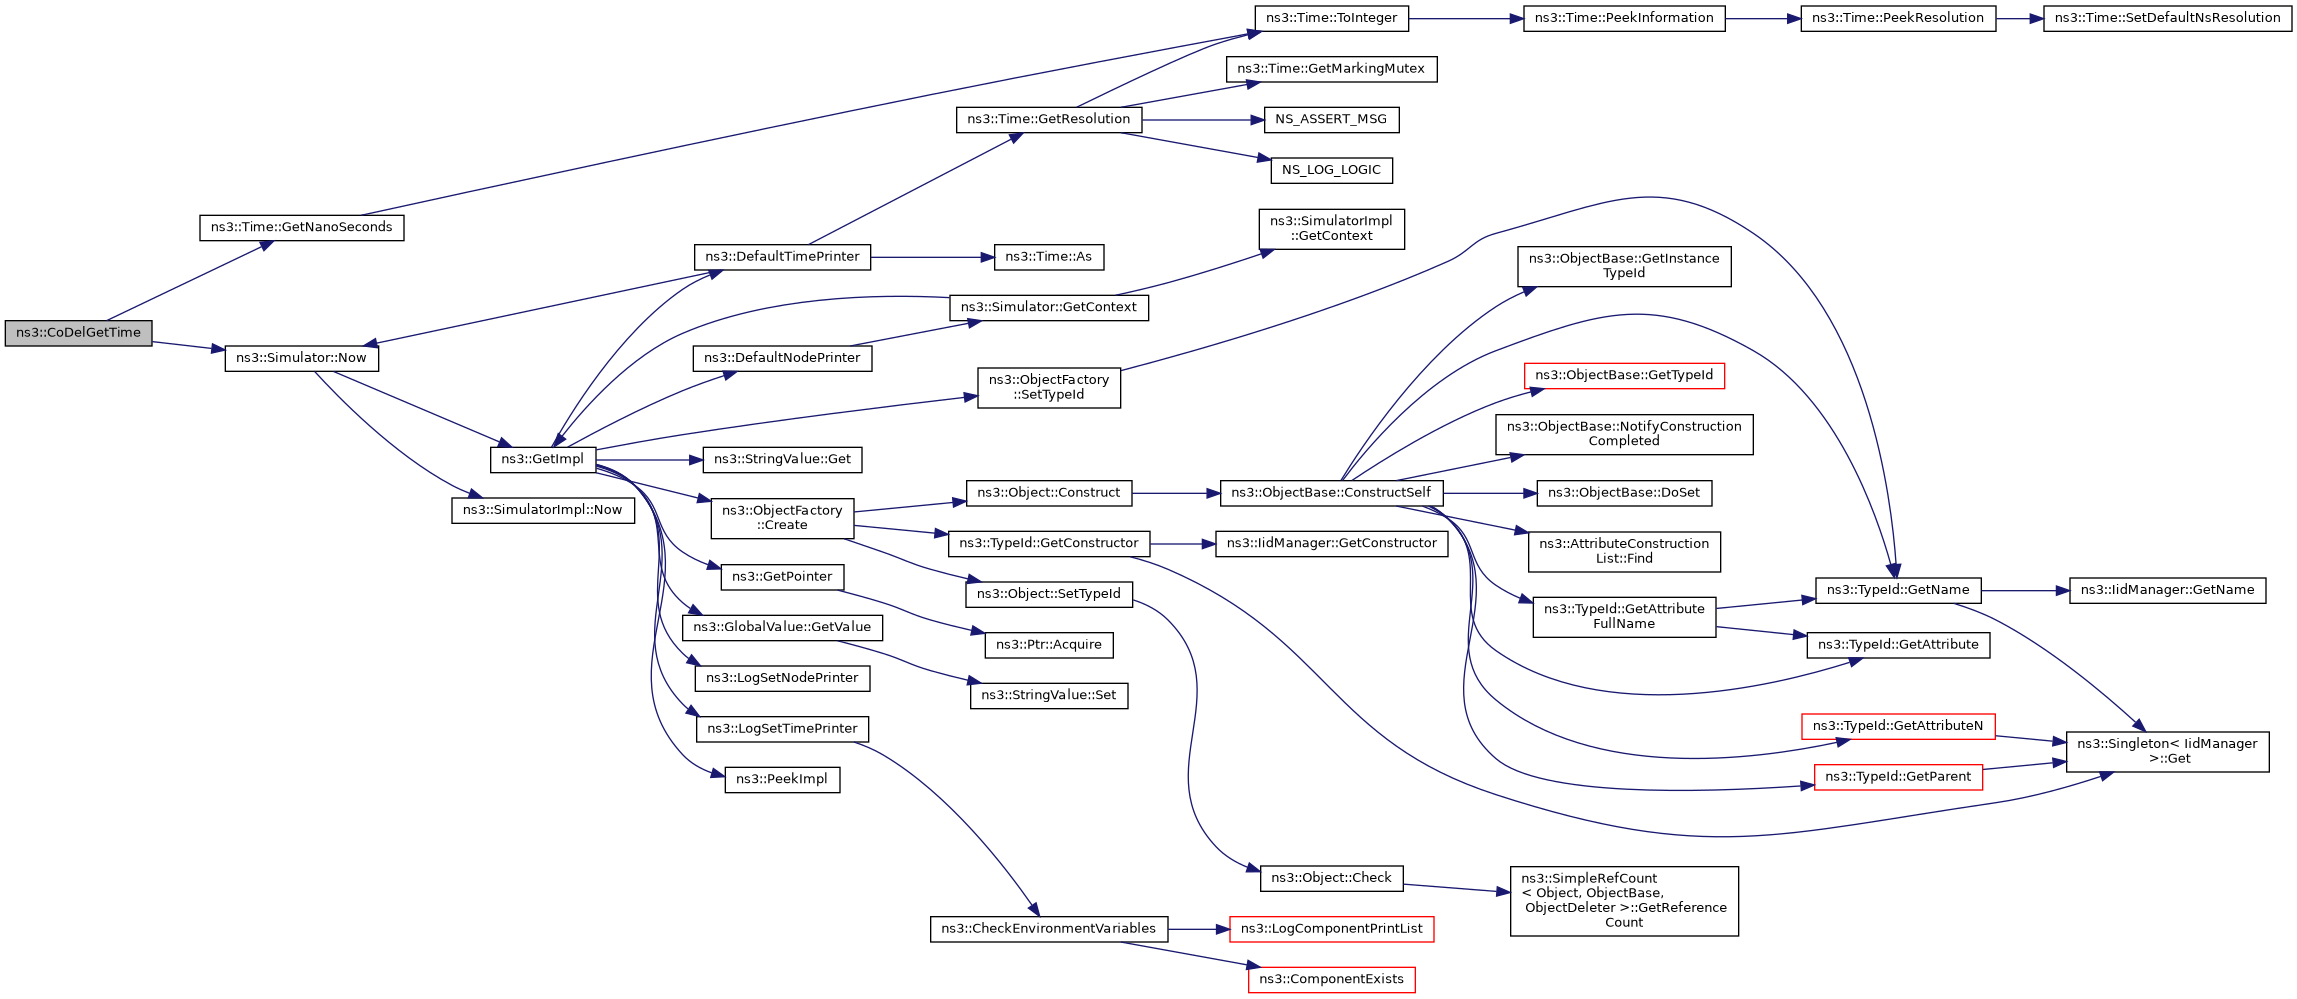 ns3::CoDelGetTime
ns3::Time::GetNanoSeconds
ns3::Simulator::Now
ns3::GetImpl
ns3::SimulatorImpl::Now
ns3::DefaultTimePrinter
ns3::DefaultNodePrinter
ns3::StringValue::Get
ns3::ObjectFactory
::Create
ns3::GetPointer
ns3::GlobalValue::GetValue
ns3::LogSetNodePrinter
ns3::LogSetTimePrinter
ns3::PeekImpl
ns3::Time::GetResolution
ns3::Time::As
ns3::Simulator::GetContext
ns3::ObjectFactory
::SetTypeId
ns3::Object::Construct
ns3::TypeId::GetConstructor
ns3::Object::SetTypeId
ns3::Ptr::Acquire
ns3::StringValue::Set
ns3::CheckEnvironmentVariables
ns3::Time::ToInteger
ns3::Time::GetMarkingMutex
NS_ASSERT_MSG
NS_LOG_LOGIC
ns3::SimulatorImpl
::GetContext
ns3::ObjectBase::ConstructSelf
ns3::IidManager::GetConstructor
ns3::Object::Check
ns3::LogComponentPrintList
ns3::ComponentExists
ns3::Time::PeekInformation
ns3::ObjectBase::GetInstance
TypeId
ns3::ObjectBase::GetTypeId
ns3::ObjectBase::NotifyConstruction
Completed
ns3::ObjectBase::DoSet
ns3::AttributeConstruction
List::Find
ns3::TypeId::GetAttribute
FullName
ns3::SimpleRefCount
< Object, ObjectBase,
ObjectDeleter >::GetReference
Count
ns3::Time::PeekResolution
ns3::TypeId::GetName
ns3::TypeId::GetAttribute
ns3::TypeId::GetAttributeN
ns3::TypeId::GetParent
ns3::Time::SetDefaultNsResolution
ns3::IidManager::GetName
ns3::Singleton< IidManager
>::Get